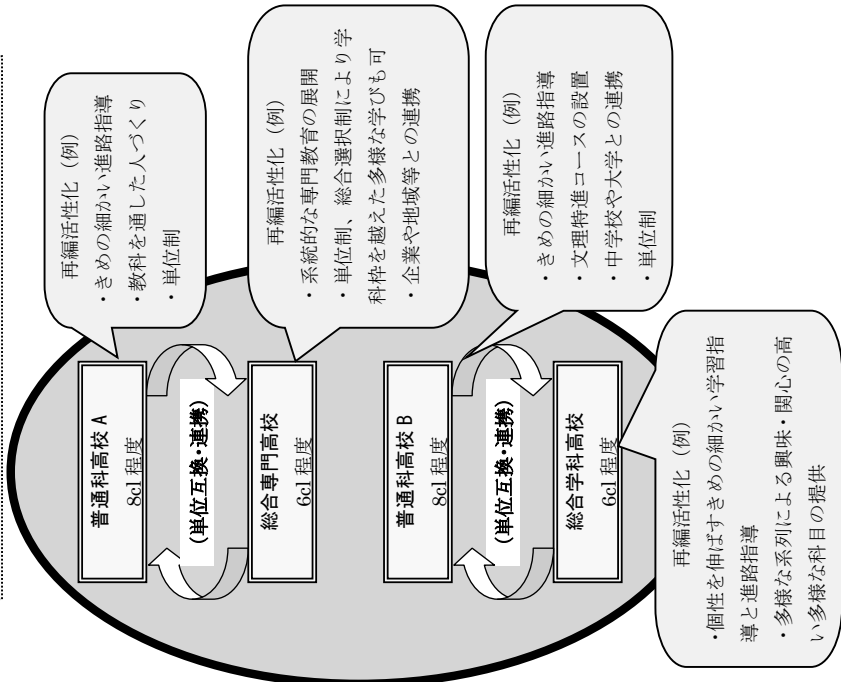 普通科高校 A
8cl 程度
(単位互換・連携)
総合専門高校
6cl 程度
普通科高校 B
8cl 程度
(単位互換・連携)
総合学科高校
6cl 程度
再編活性化（例）
・きめの細かい進路指導
・教科を通した人づくり
・単位制
再編活性化（例）
・系統的な専門教育の展開
・単位制、総合選択制により学
科枠を越えた多様な学びも可
・企業や地域等との連携
再編活性化（例）
・きめの細かい進路指導
・文理特進コースの設置
・中学校や大学との連携
・単位制
再編活性化（例）
・個性を伸ばすきめの細かい学習指
導と進路指導
・多様な系列による興味・関心の高
い多様な科目の提供